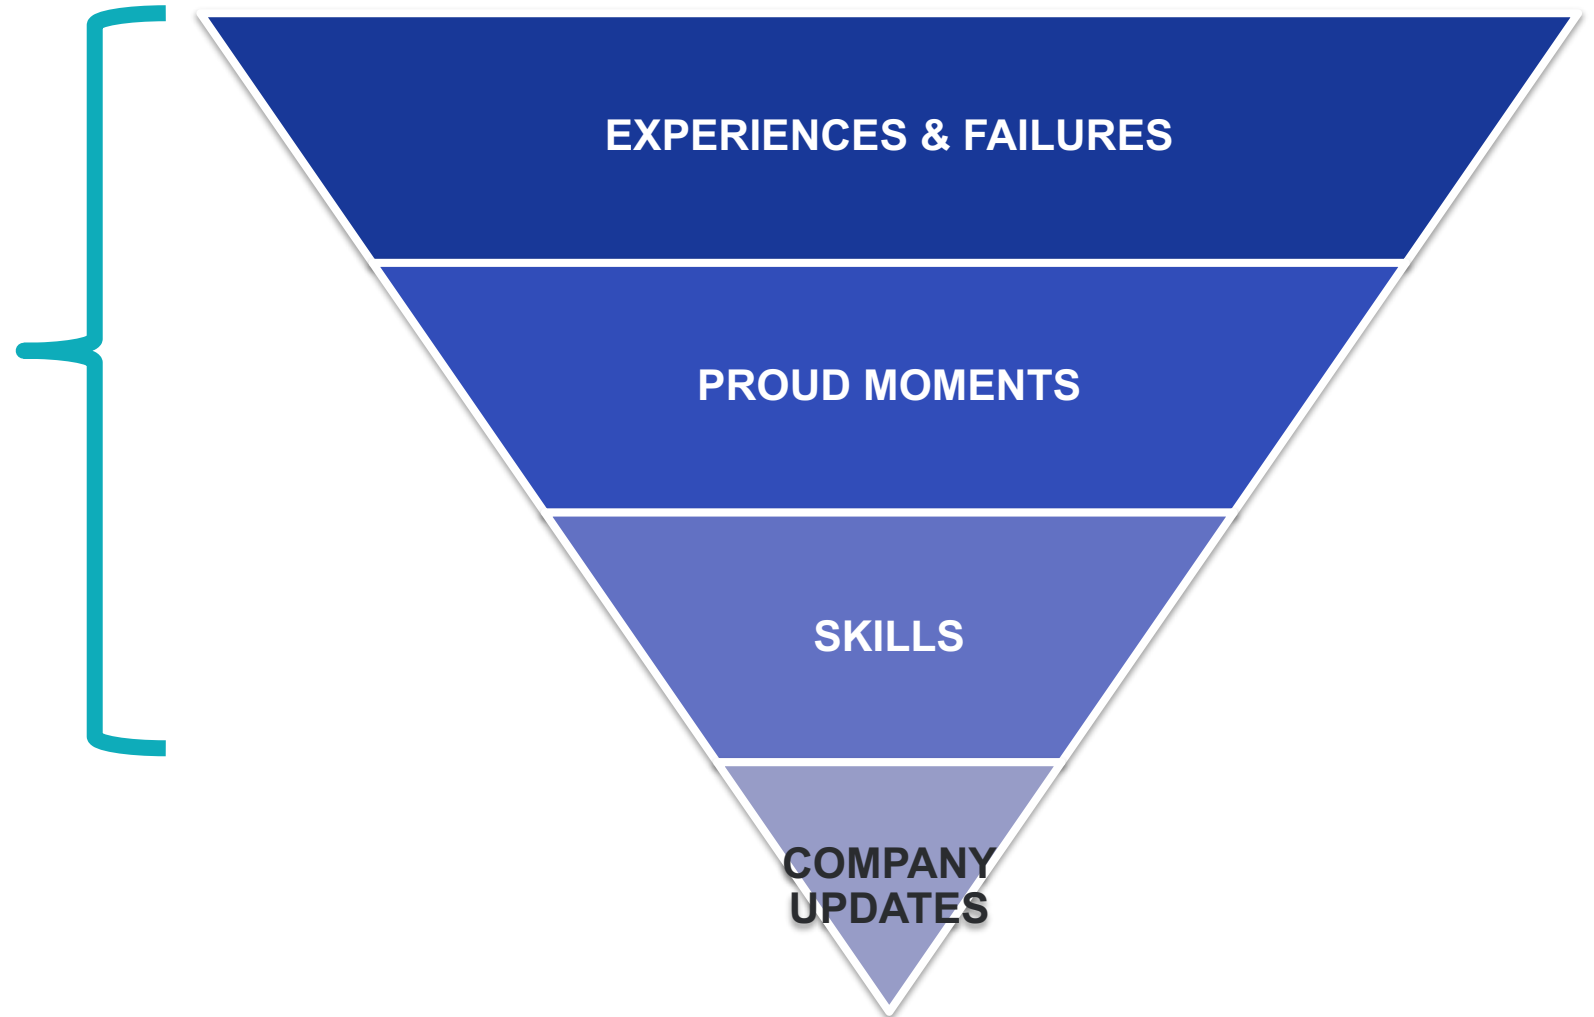 EXPERIENCES & FAILURES
PROUD MOMENTS
SKILLS
COMPANY
UPDATES